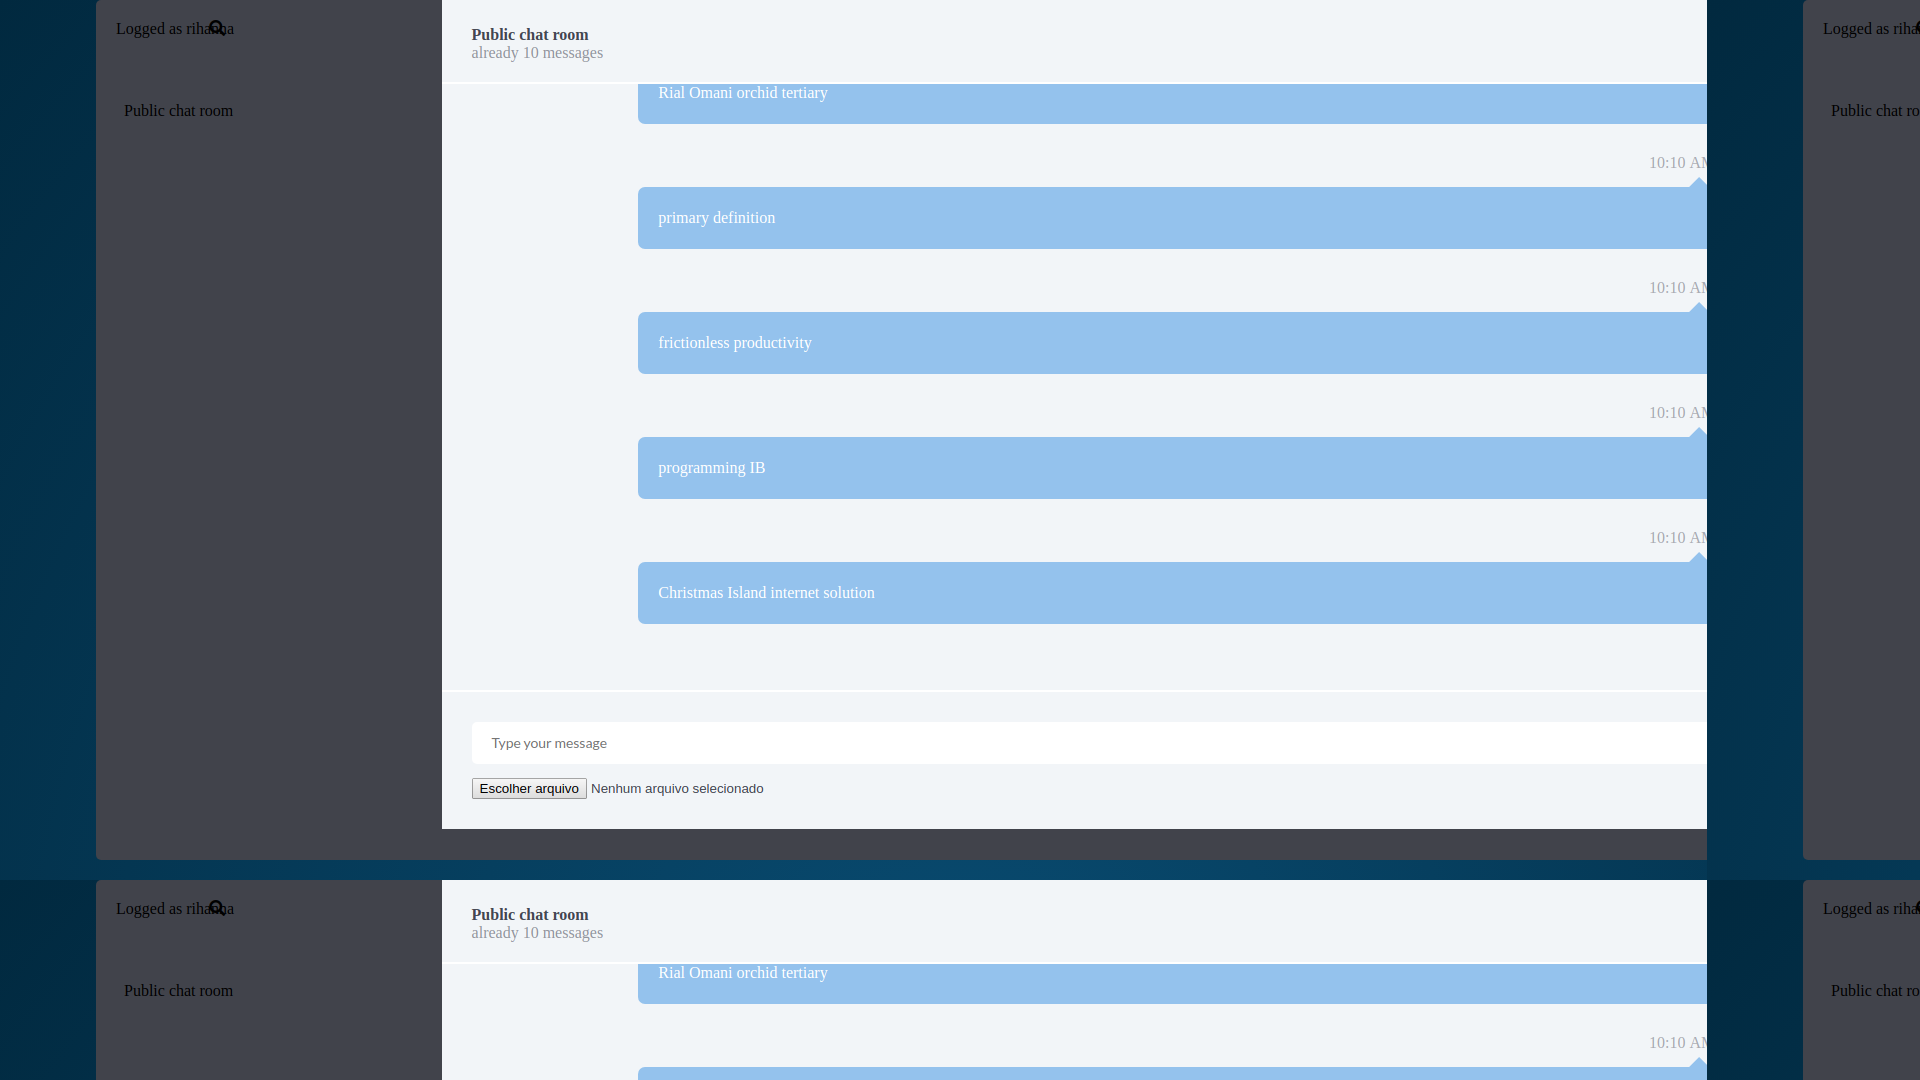 Logged as rihanna
Public chat room
Public chat room
already 10 messages
Rial Omani orchid tertiary
10:10 AM
primary definition
10:10 AM
frictionless productivity
10:10 AM
programming IB
10:10 AM
Christmas Island internet solution
Type your message
Escolher arquivo Nenhum arquivo selecionado
Logged as riha
Public chat ro
Logged as rihanna
Public chat room
Public chat room
already 10 messages
Rial Omani orchid tertiary
10:10 AM
Logged as riha
Public chat ro